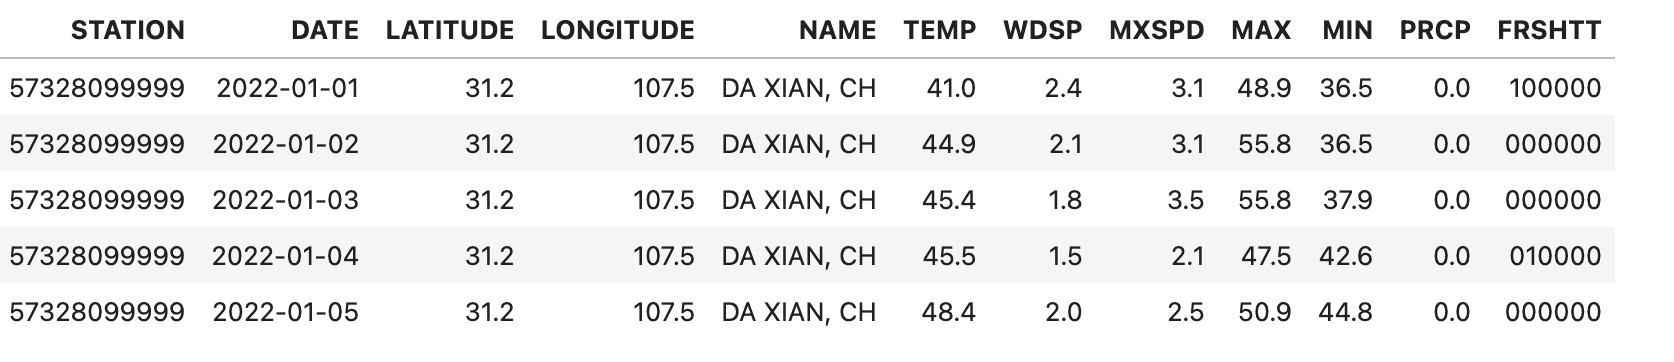 STATION DATE LATITUDE LONGITUDE NAME TEMP WDSP MXSPD MAX MIN PRCP FRSHTT
57328099999 2022-01-01 31.2 107.5 DA XIAN, CH 41.0 2.4 3.1 48.9 36.5 0.0 100000
57328099999 2022-01-02 31.2 107.5 DA XIAN, CH 44.9 2.1 3.1 55.8 36.5 0.0 000000
57328099999 2022-01-03 31.2 107.5 DA XIAN, CH 45.4 1.8 3.5 55.8 37.9 0.0 000000
57328099999 2022-01-04 31.2 107.5 DA XIAN, CH 45.5 1.5 2.1 47.5 42.6 0.0 010000
57328099999 2022-01-05 31.2 107.5 DA XIAN, CH 48.4 2.0 2.5 50.9 44.8 0.0 000000